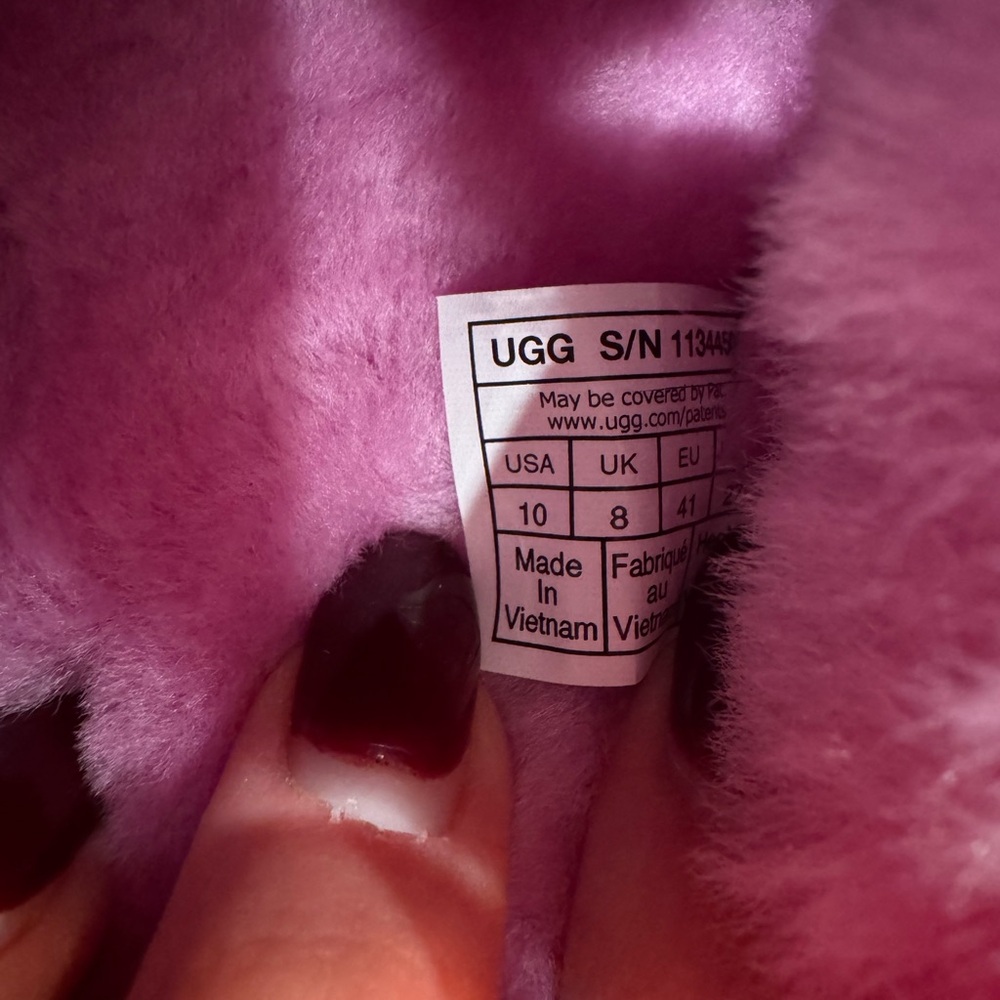 UGG S/N
May be covered by Pat.
www.ugg.com/patents
USA UK EU
10 8 41
Made Fabriqué
In au
Vietnam